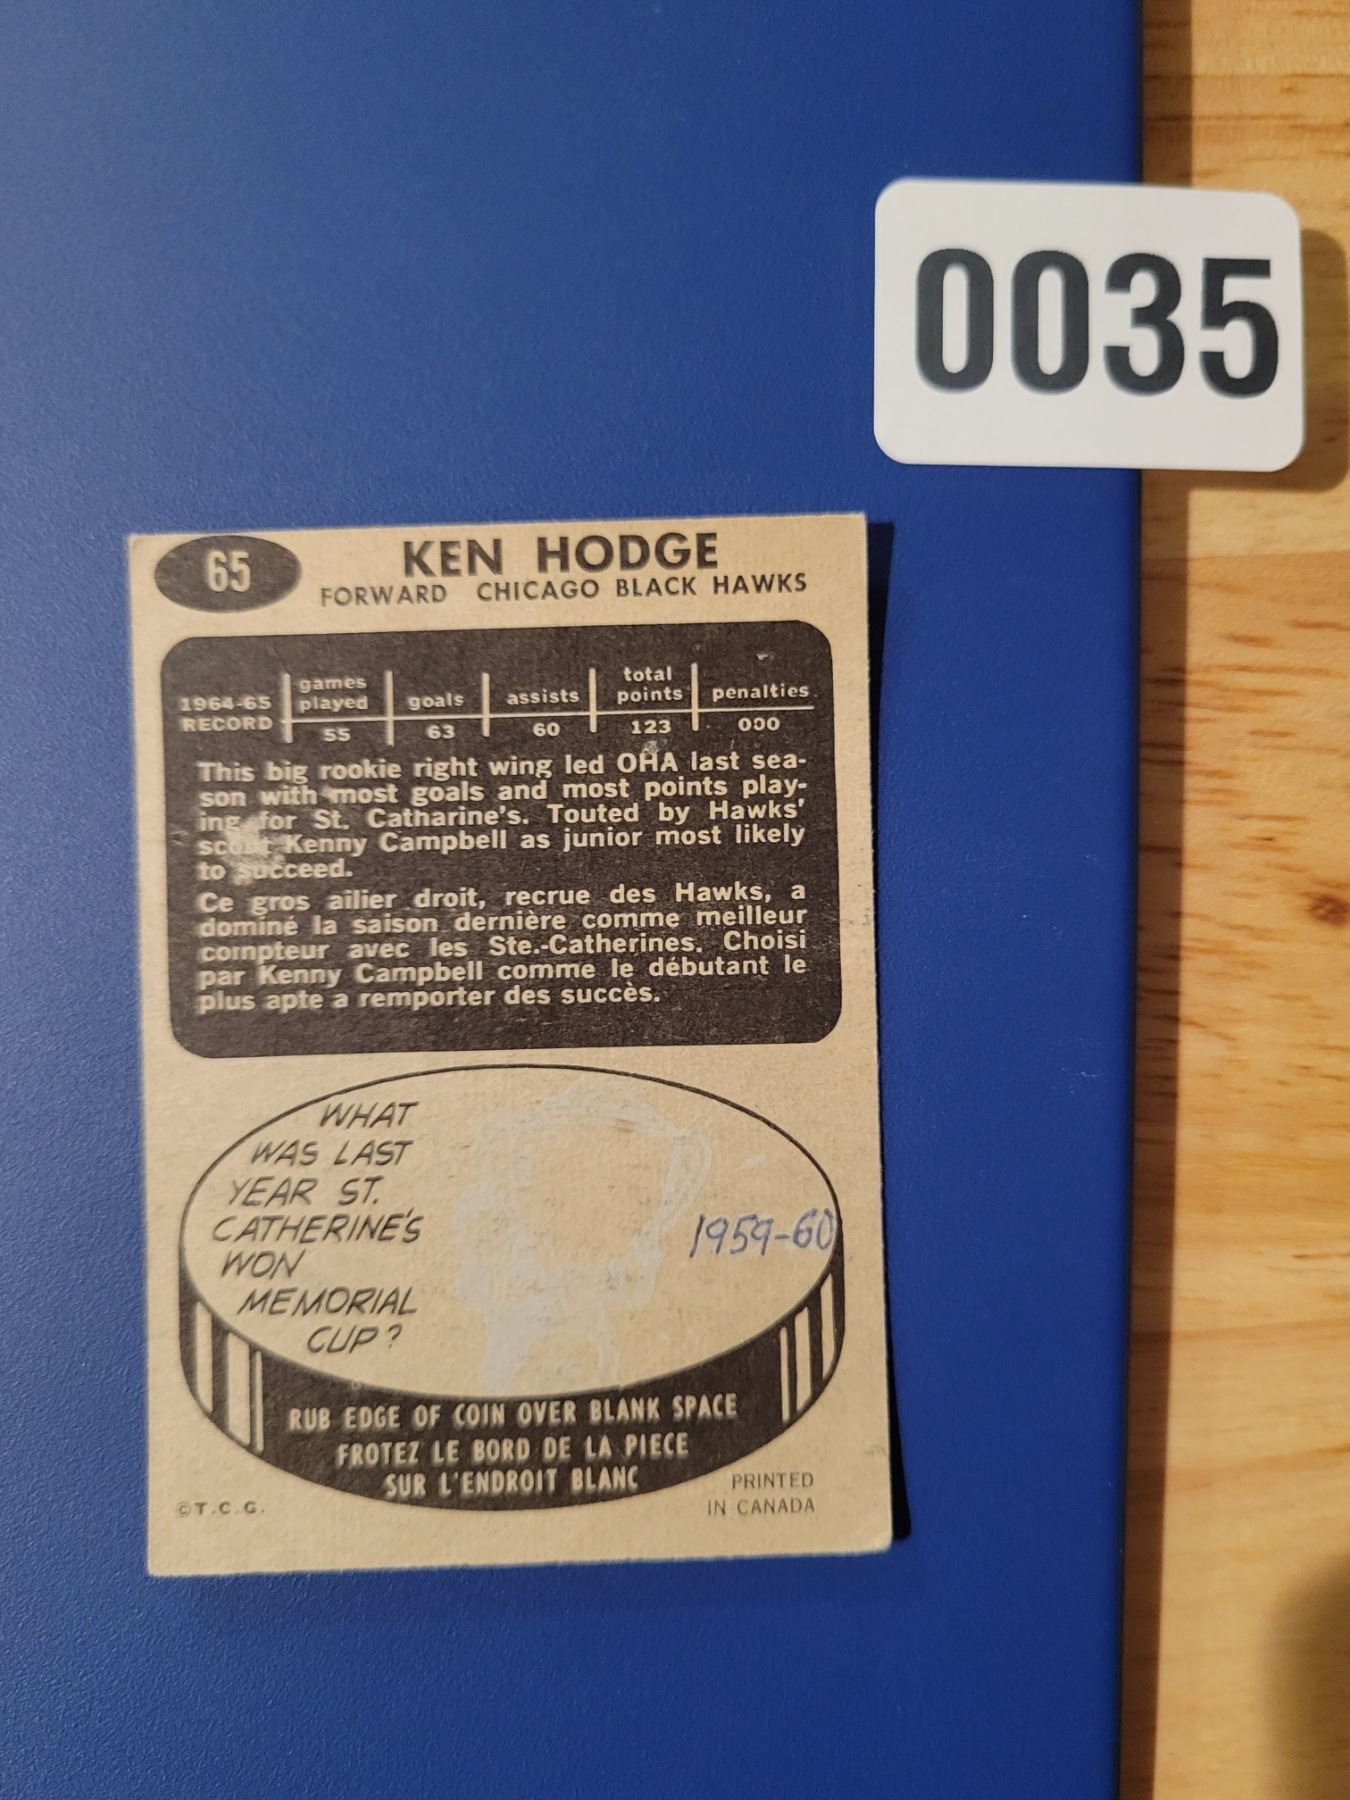 0035
65
KEN HODGE
FORWARD CHICAGO BLACK HAWKS
1964-65 RECORD games played goals assists total points penalties
55 63 60 123 000
This big rookie right wing led OHA last sea-
son with most goals and most points play-
ing for St. Catharine's. Touted by Hawks'
scout Kenny Campbell as junior most likely
to succeed.
Ce gros ailier droit, recrue des Hawks, a
dominé la saison dernière comme meilleur
compteur avec les Ste.-Catherines. Choisi
par Kenny Campbell comme le débutant le
plus apte a remporter des succès.
WHAT
WAS LAST
YEAR ST.
CATHERINE'S
WON
MEMORIAL
CUP?
1959-60
RUB EDGE OF COIN OVER BLANK SPACE
FROTEZ LE BORD DE LA PIECE
SUR L'ENDROIT BLANC
©T.C.G.
PRINTED
IN CANADA